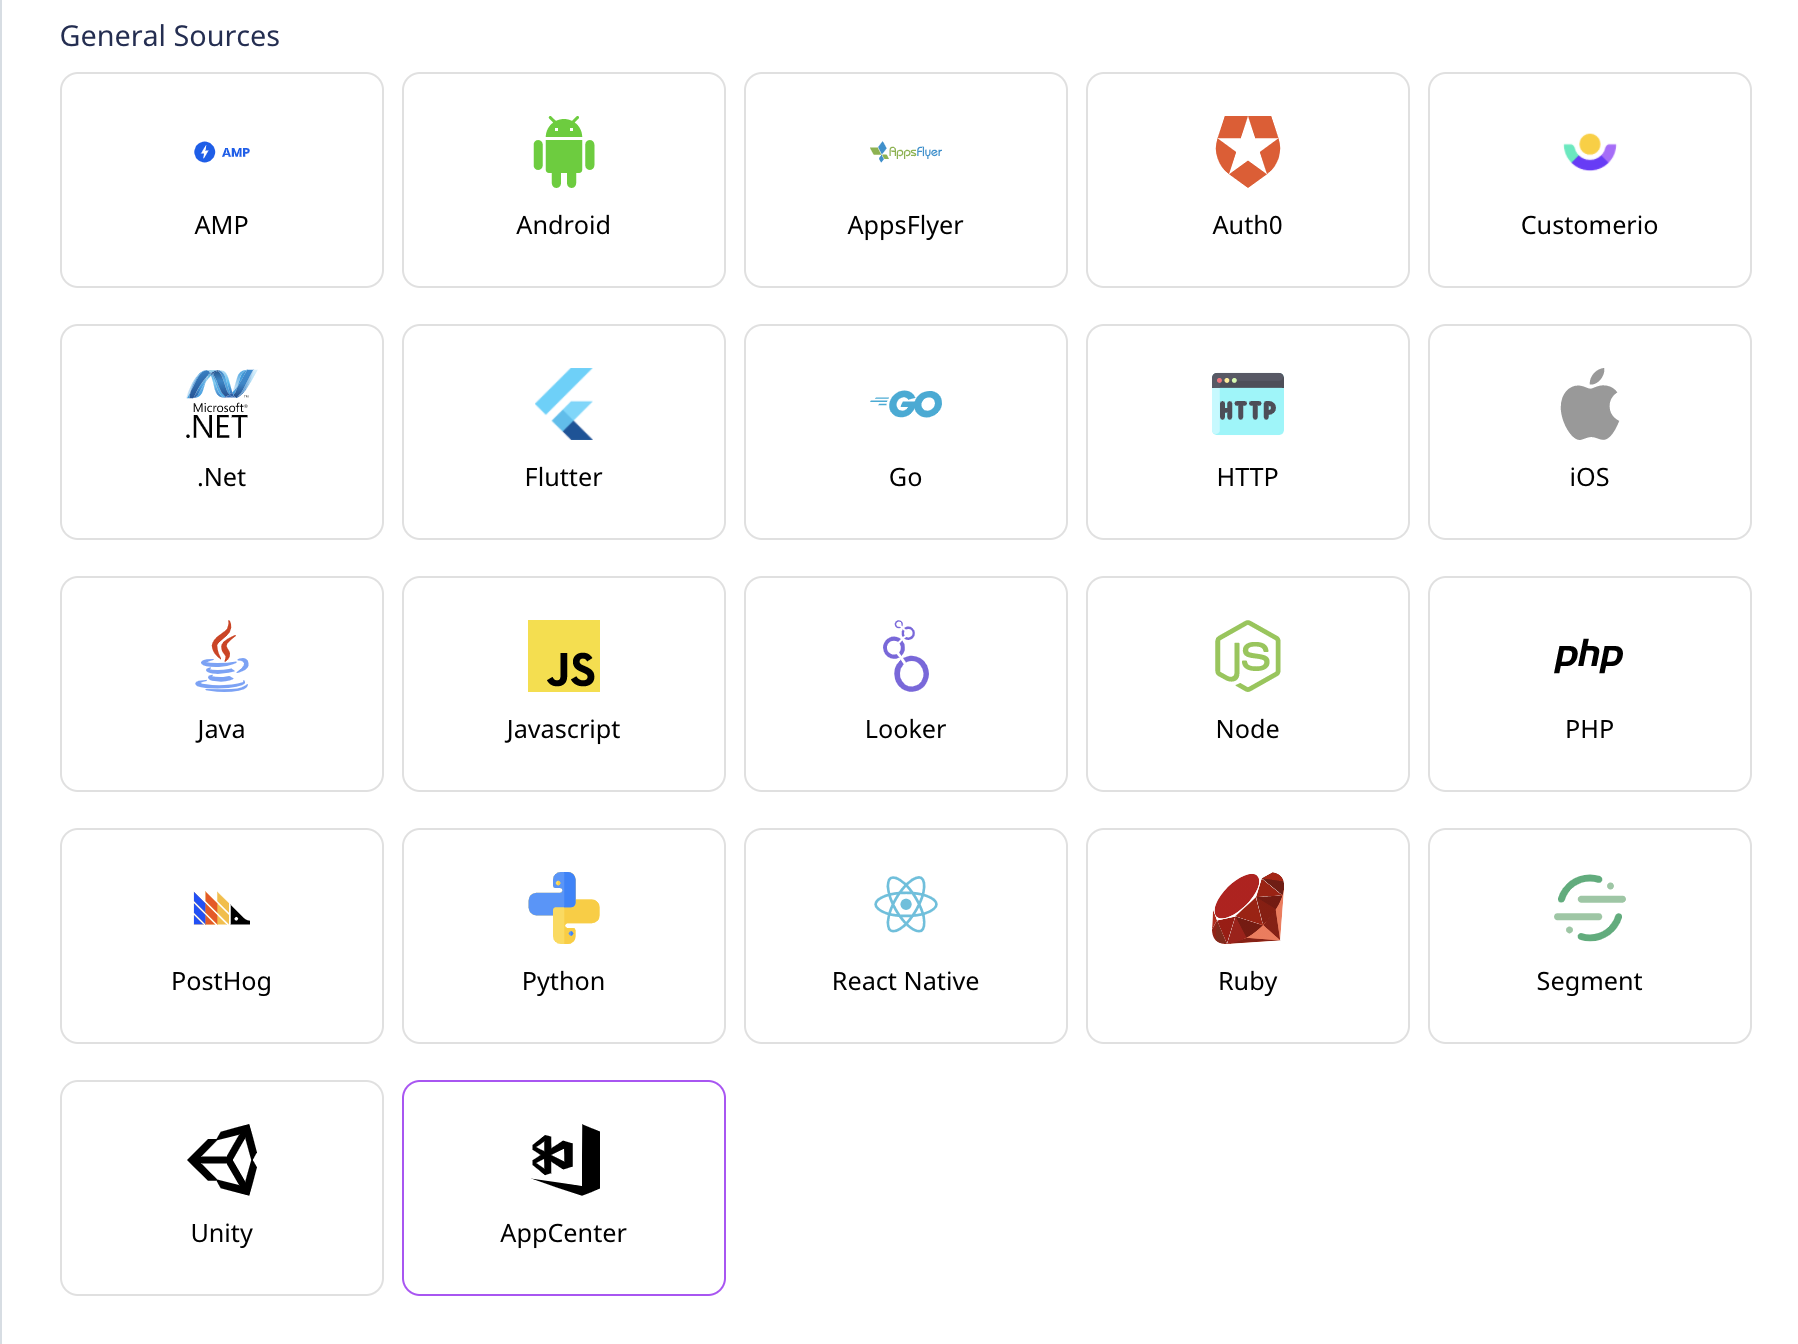 General Sources
AMP
AMP
Android
AppsFlyer
AppsFlyer
Auth0
Customerio
Microsoft®
.NET
.Net
Flutter
GO
Go
HTTP
HTTP
iOS
Java
JS
Javascript
Looker
JS
Node
php
PHP
PostHog
Python
React Native
Ruby
Segment
Unity
AppCenter